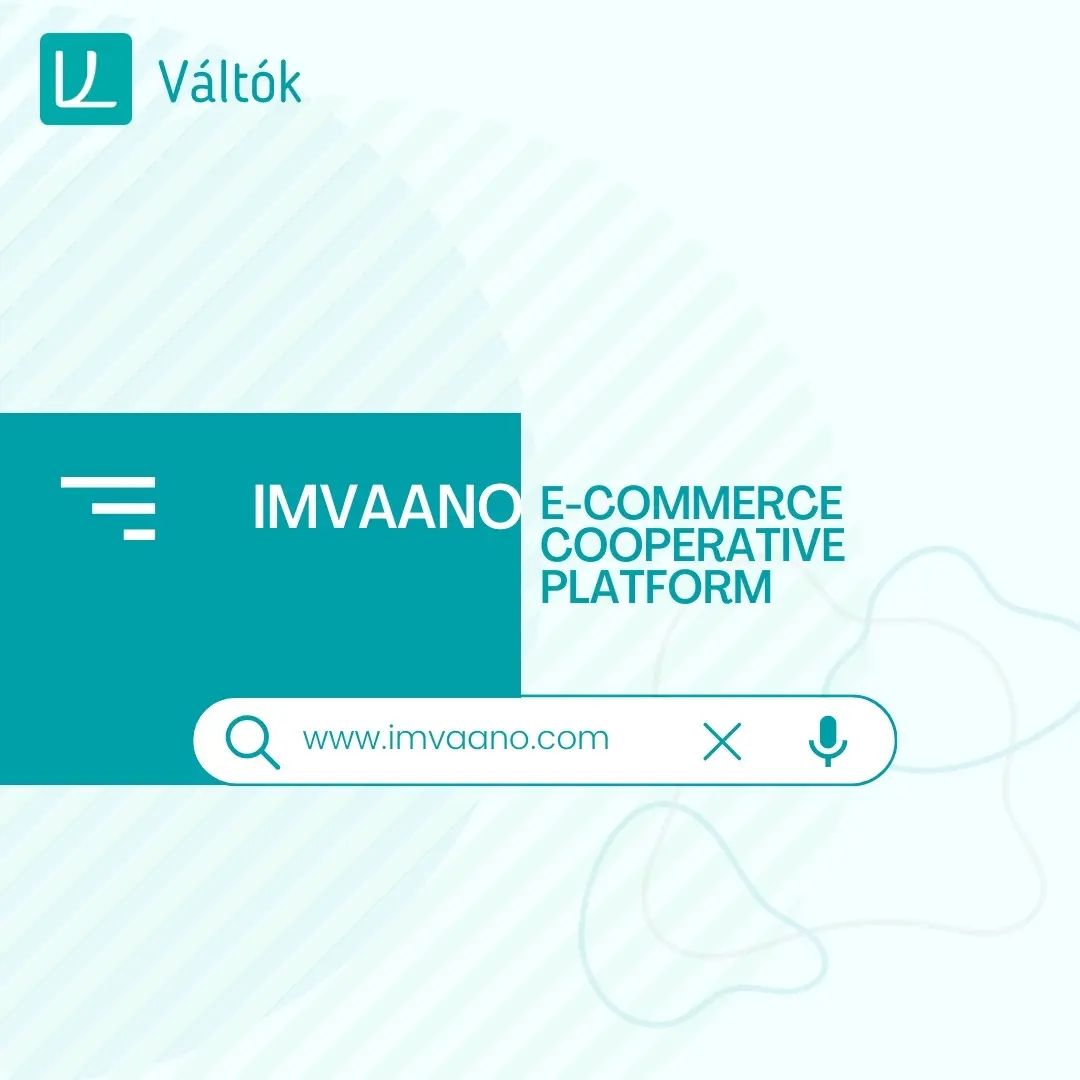 Váltók
IMVAANO
E-COMMERCE
COOPERATIVE
PLATFORM
www.imvaano.com